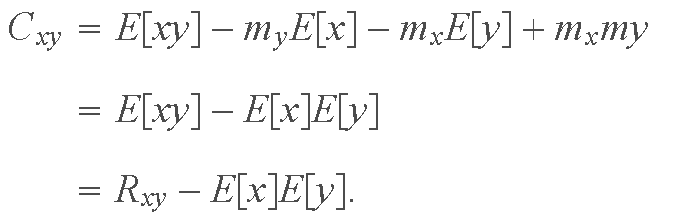 C_xy = E[xy] − m_yE[x] − m_xE[y] + m_xmy
= E[xy] − E[x]E[y]
= R_xy − E[x]E[y].